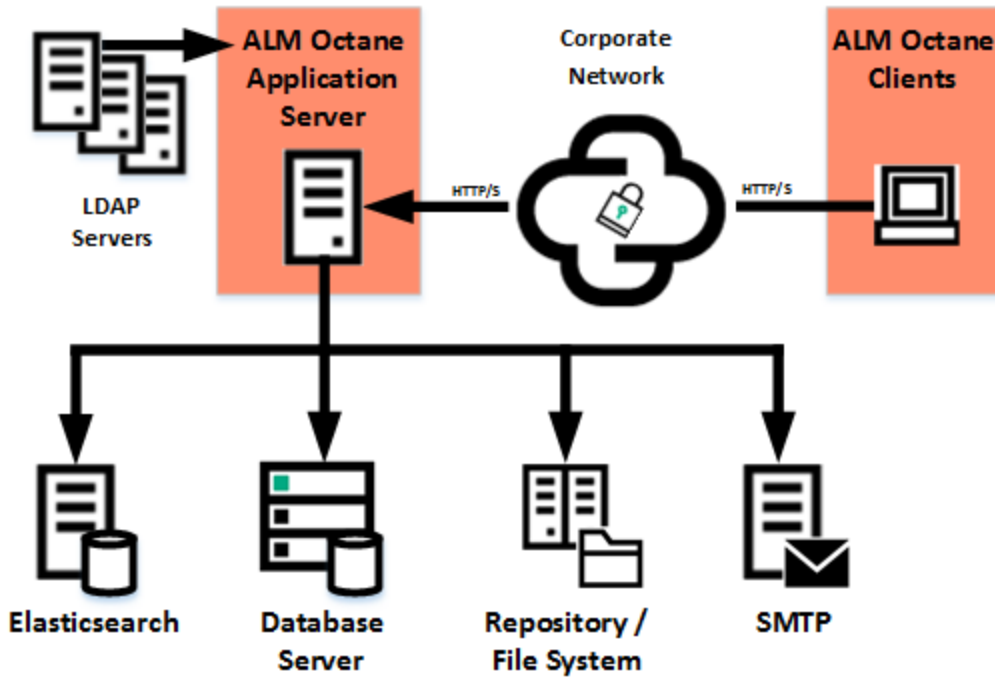 ALM Octane
Application
Server
Corporate
Network
ALM Octane
Clients
LDAP
Servers
HTTP/S
HTTP/S
Elasticsearch
Database
Server
Repository /
File System
SMTP